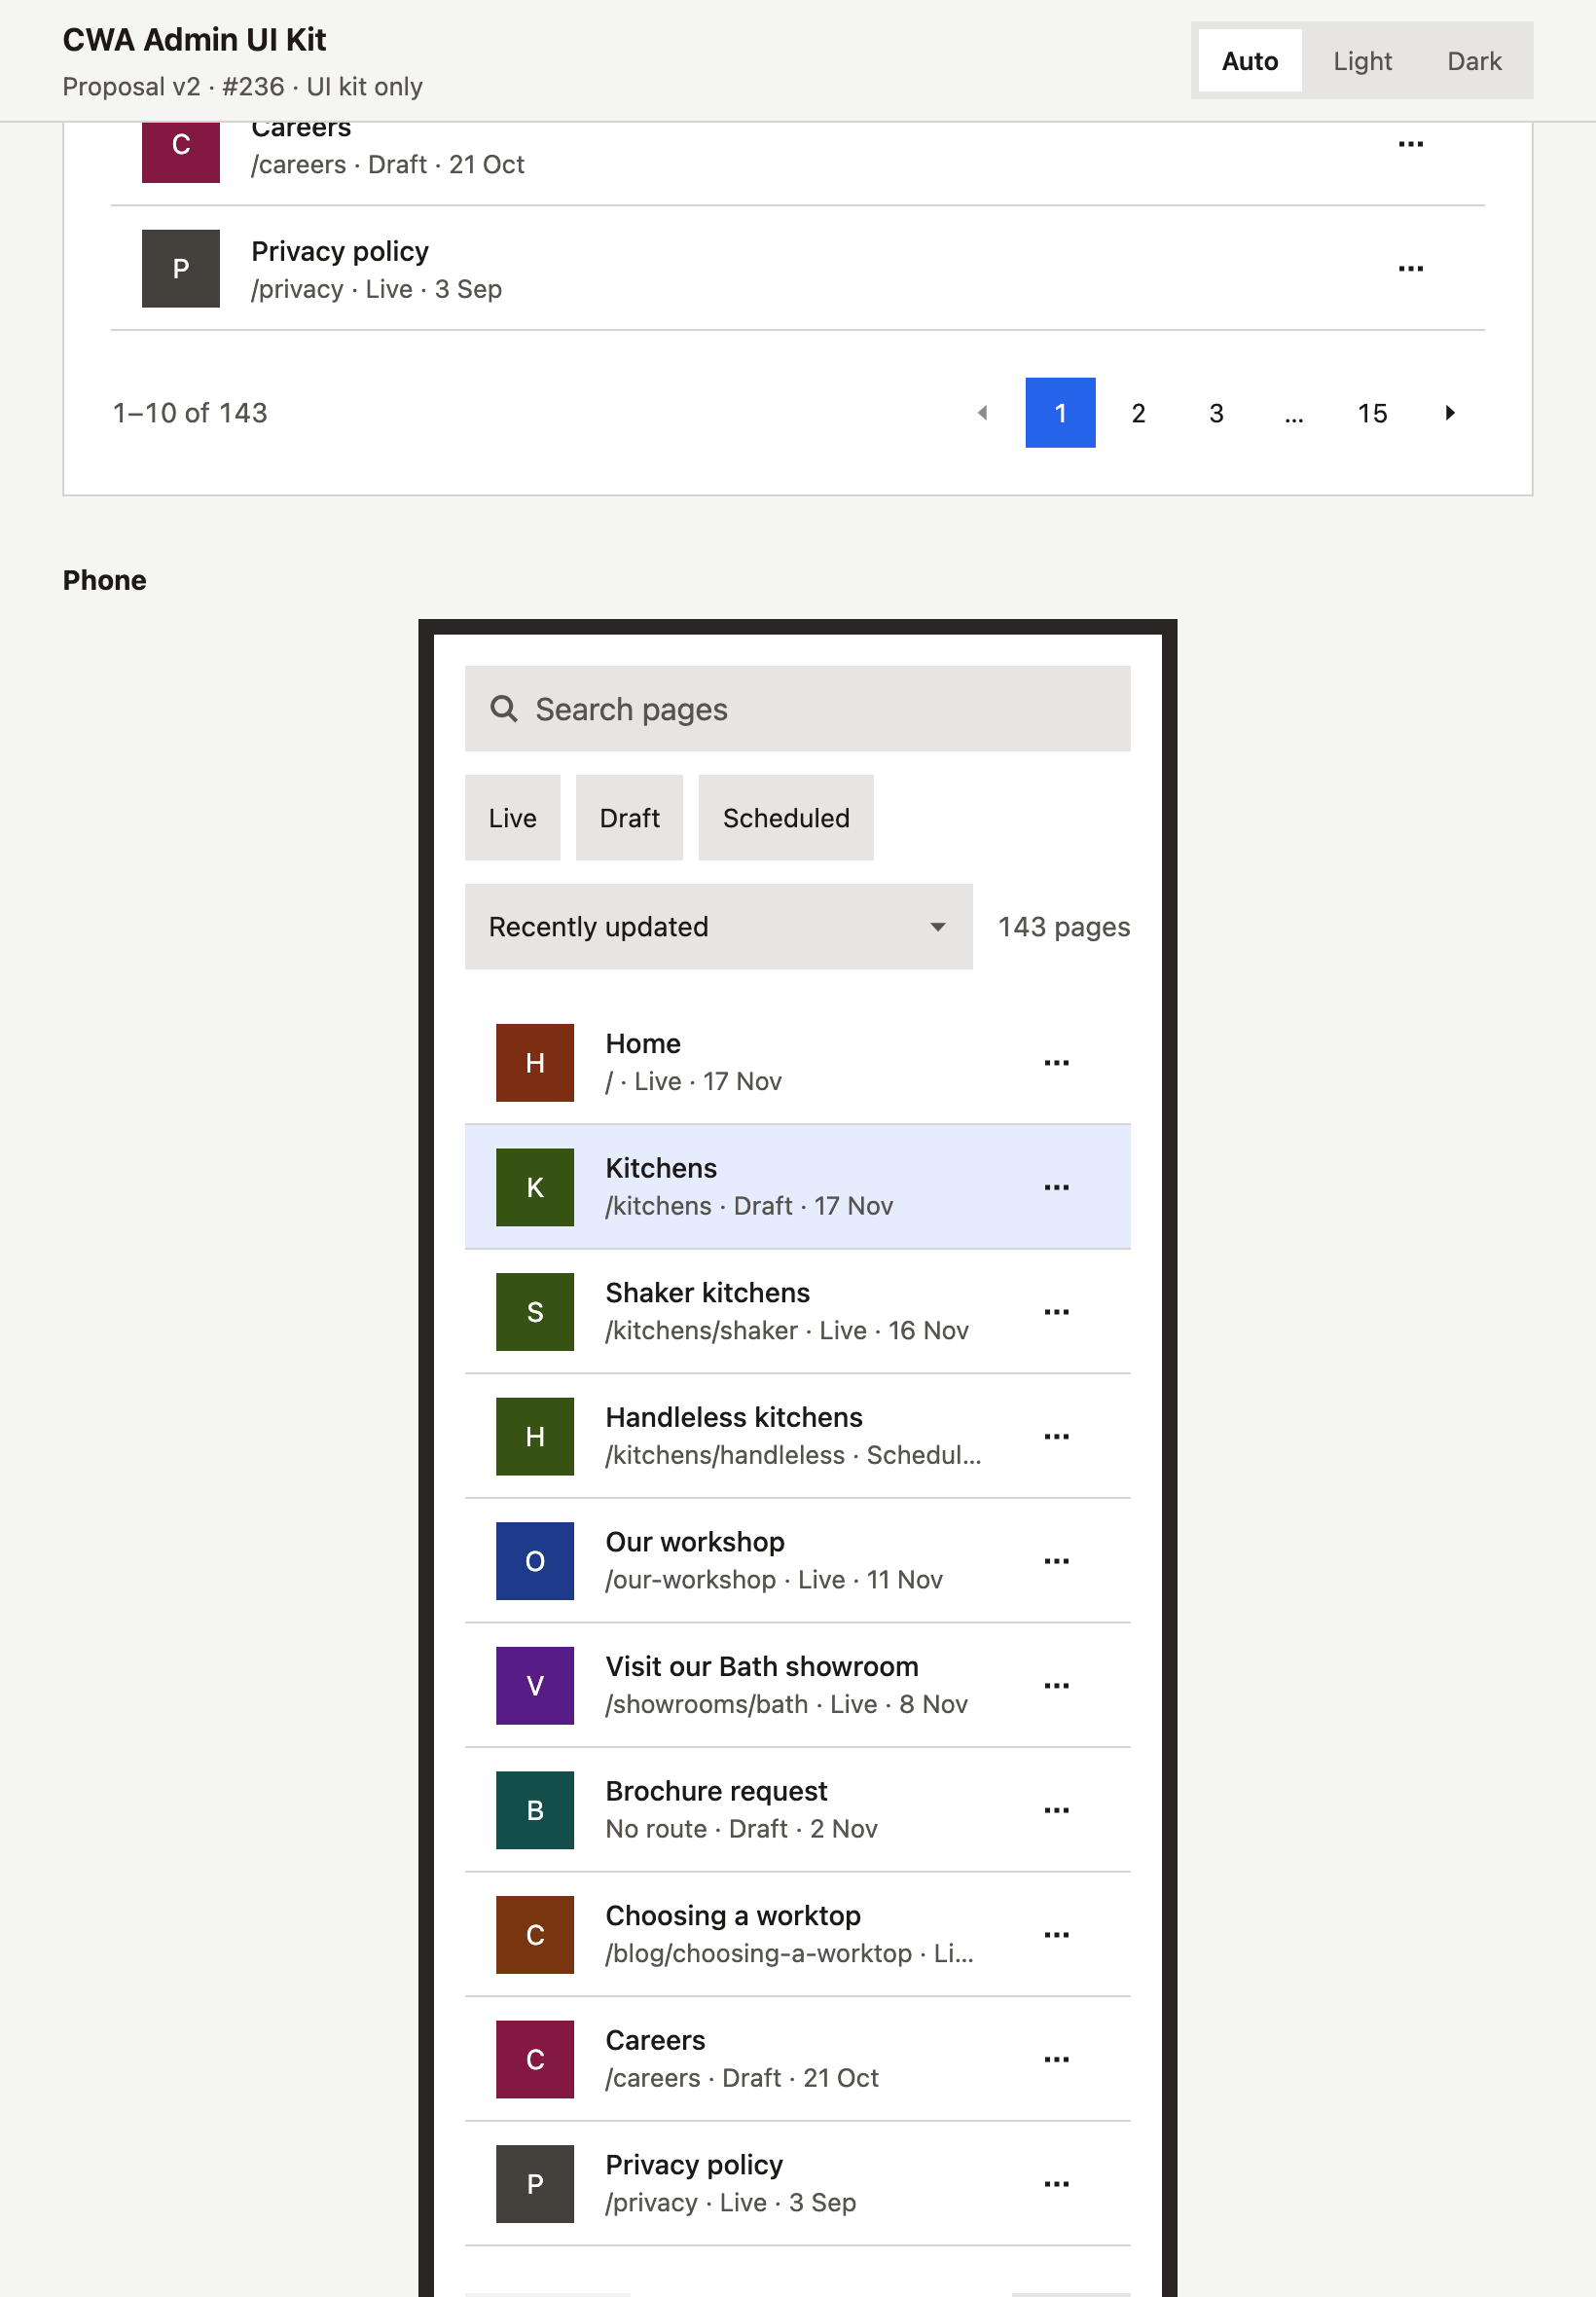 CWA Admin UI Kit
Proposal v2 · #236 · UI kit only
Auto
Light
Dark
C
Careers
/careers · Draft · 21 Oct
P
Privacy policy
/privacy · Live · 3 Sep
1–10 of 143
1
2
3
...
15
Phone
Search pages
Live
Draft
Scheduled
Recently updated
143 pages
H
Home
/ · Live · 17 Nov
K
Kitchens
/kitchens · Draft · 17 Nov
S
Shaker kitchens
/kitchens/shaker · Live · 16 Nov
H
Handleless kitchens
/kitchens/handleless · Schedul...
O
Our workshop
/our-workshop · Live · 11 Nov
V
Visit our Bath showroom
/showrooms/bath · Live · 8 Nov
B
Brochure request
No route · Draft · 2 Nov
C
Choosing a worktop
/blog/choosing-a-worktop · Li...
C
Careers
/careers · Draft · 21 Oct
P
Privacy policy
/privacy · Live · 3 Sep